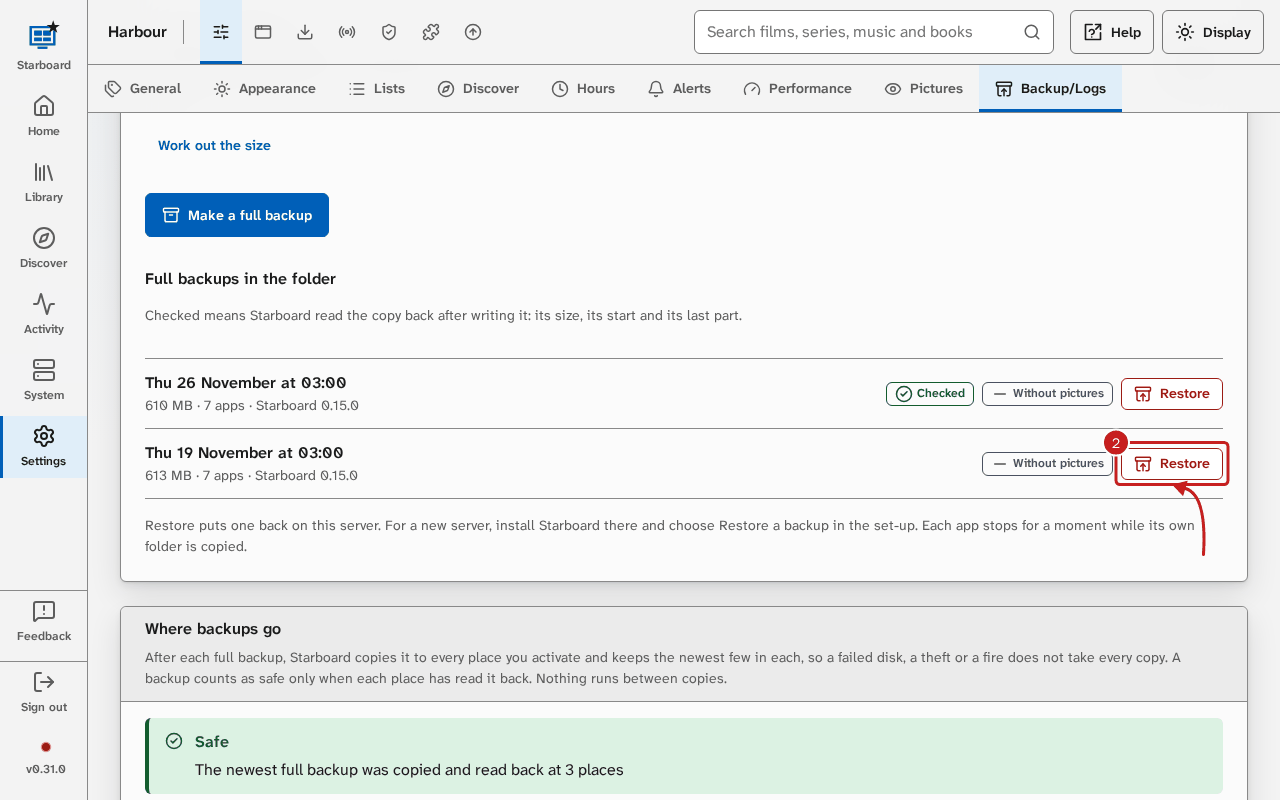 Starboard
Home
Library
Discover
Activity
System
Settings
Feedback
Sign out
v0.31.0
Harbour
Search films, series, music and books
Help
Display
General
Appearance
Lists
Discover
Hours
Alerts
Performance
Pictures
Backup/Logs
Work out the size
Make a full backup
Full backups in the folder
Checked means Starboard read the copy back after writing it: its size, its start and its last part.
Thu 26 November at 03:00
610 MB · 7 apps · Starboard 0.15.0
Checked
Without pictures
Restore
Thu 19 November at 03:00
613 MB · 7 apps · Starboard 0.15.0
Without pictures
2
Restore
Restore puts one back on this server. For a new server, install Starboard there and choose Restore a backup in the set-up. Each app stops for a moment while its own
folder is copied.
Where backups go
After each full backup, Starboard copies it to every place you activate and keeps the newest few in each, so a failed disk, a theft or a fire does not take every copy. A
backup counts as safe only when each place has read it back. Nothing runs between copies.
Safe
The newest full backup was copied and read back at 3 places